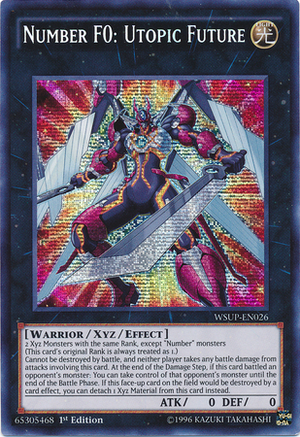 NUMBER F0: UTOPIC FUTURE
LIGHT
光
WSUP-EN026
[WARRIOR / XYZ / EFFECT]
2 Xyz Monsters with the same Rank, except "Number" monsters
(This card's original Rank is always treated as 1.)
Cannot be destroyed by battle, and neither player takes any battle damage from
attacks involving this card. At the end of the Damage Step, if this card battled an
opponent's monster: You can take control of that opponent's monster until the
end of the Battle Phase. If this face-up card on the field would be destroyed by
a card effect, you can detach 1 Xyz Material from this card instead.
ATK / 0 DEF / 0
65305468 1st Edition ©1996 KAZUKI TAKAHASHI